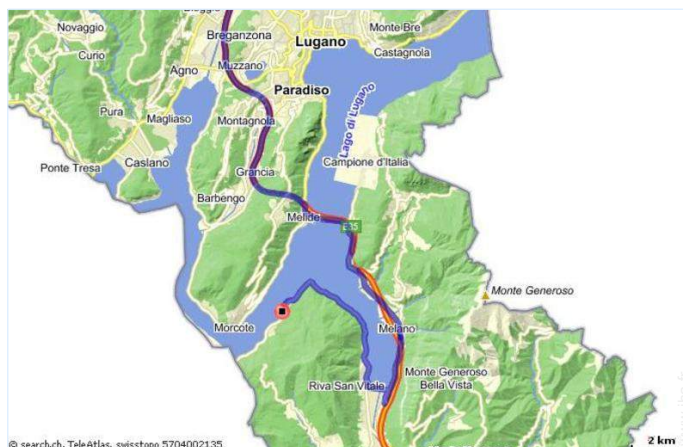 Novaggio
Breganzona
Lugano
Monte Bre
Curio
Castagnola
Agno
Muzzano
Paradiso
Pura
Magliaso
Montagnola
Lago di Lugano
Ponte Tresa
Caslano
Grancia
Campione d'Italia
Barbengo
Melide
E35
Monte Generoso
Morcote
Melano
Riva San Vitale
Monte Generoso
Bella Vista
2 km
© search.ch, TeleAtlas, swisstopo 5704002135